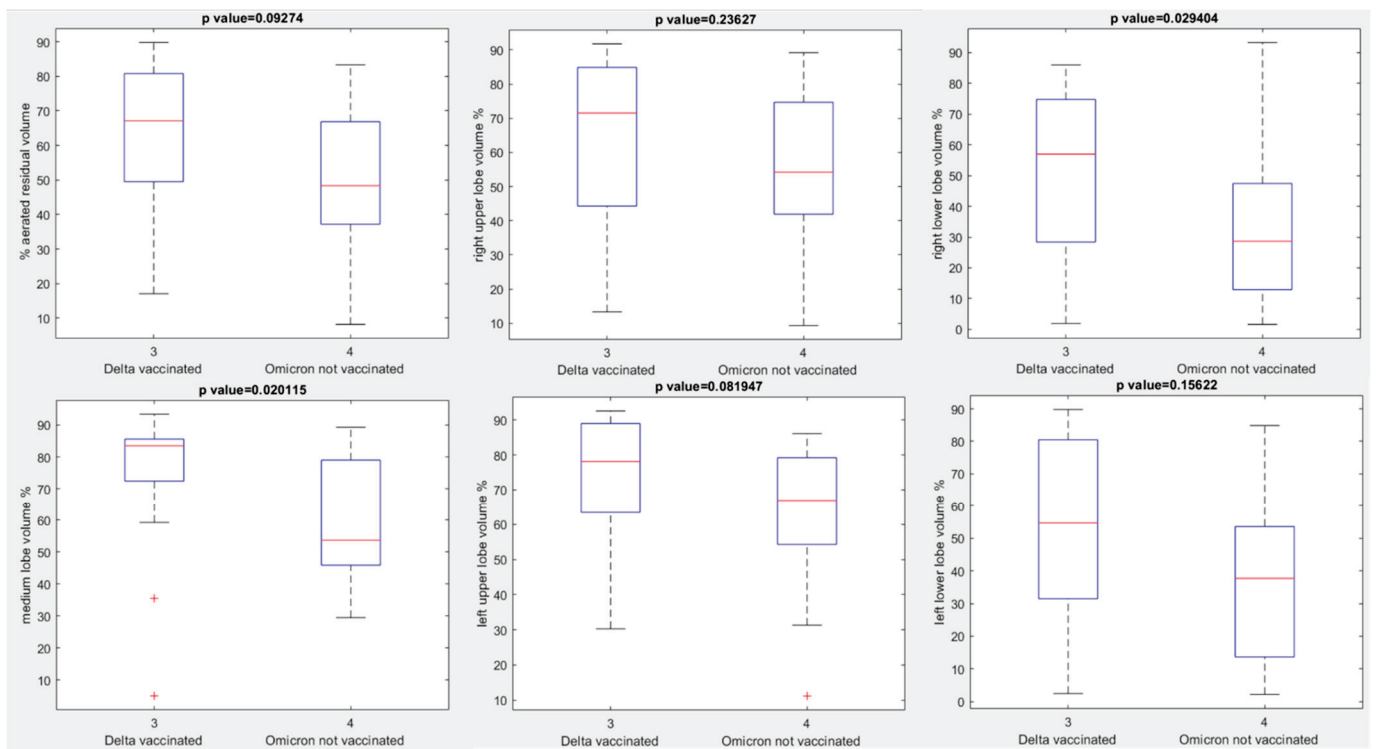 p value=0.09274
% aerated residual volume
90
80
70
60
50
40
30
20
10
3
4
Delta vaccinated
Omicron not vaccinated
p value=0.23627
right upper lobe volume %
90
80
70
60
50
40
30
20
10
3
4
Delta vaccinated
Omicron not vaccinated
p value=0.029404
right lower lobe volume %
90
80
70
60
50
40
30
20
10
0
3
4
Delta vaccinated
Omicron not vaccinated
p value=0.020115
medium lobe volume %
90
80
70
60
50
40
30
20
10
3
4
Delta vaccinated
Omicron not vaccinated
p value=0.081947
left upper lobe volume %
90
80
70
60
50
40
30
20
10
3
4
Delta vaccinated
Omicron not vaccinated
p value=0.15622
left lower lobe volume %
90
80
70
60
50
40
30
20
10
0
3
4
Delta vaccinated
Omicron not vaccinated